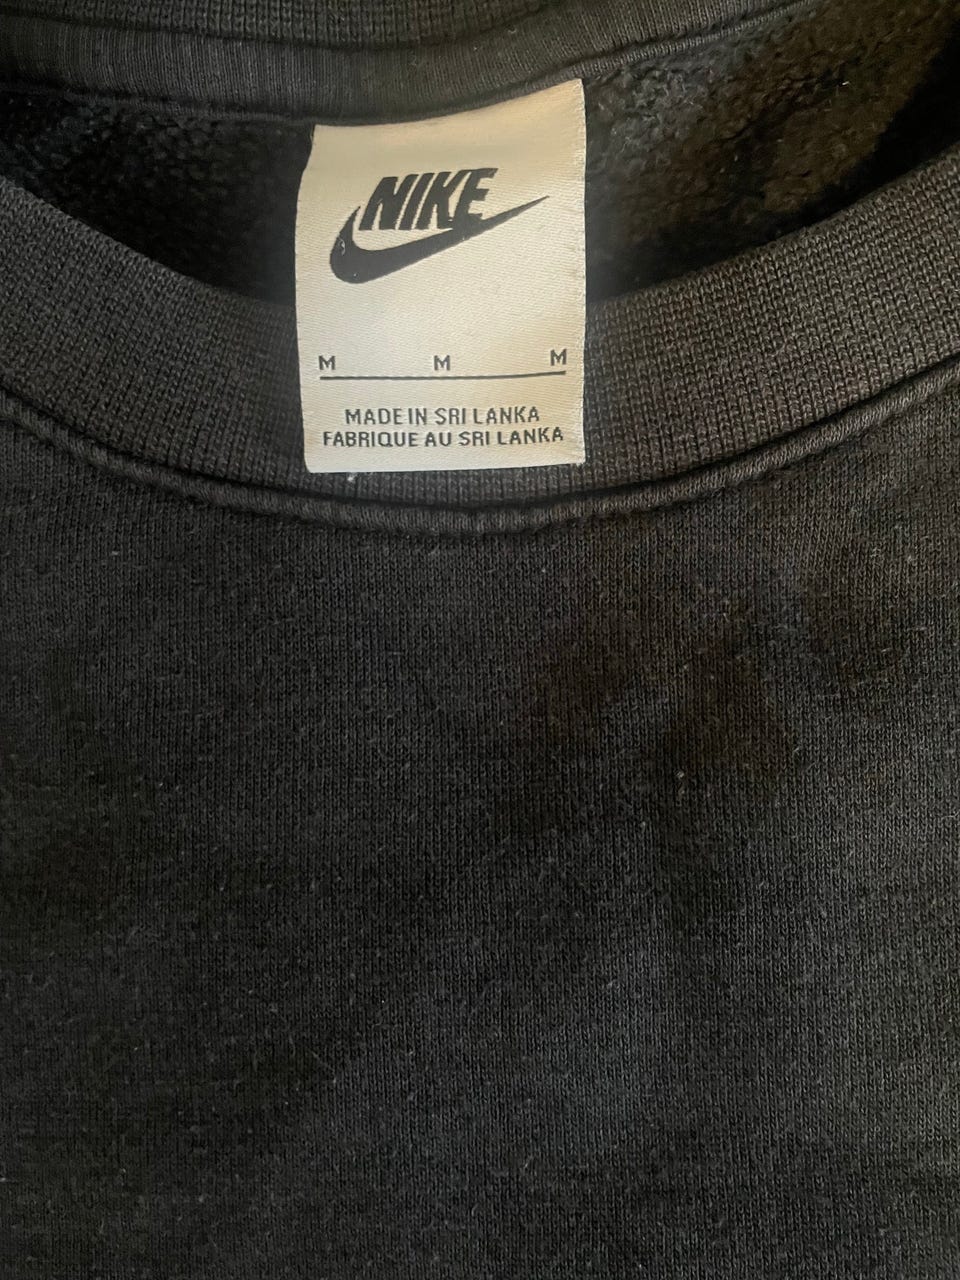 NIKE
M M M
MADE IN SRI LANKA
FABRIQUE AU SRI LANKA